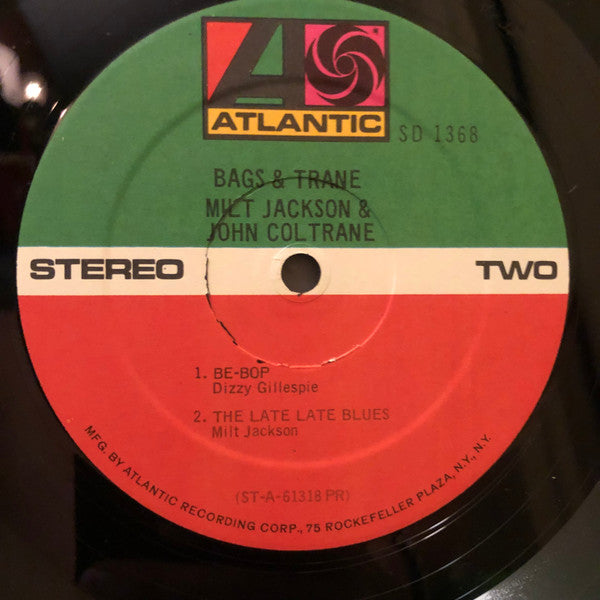 ATLANTIC
SD 1368
BAGS & TRANE
MILT JACKSON &
JOHN COLTRANE
STEREO
TWO
1. BE-BOP
Dizzy Gillespie
2. THE LATE LATE BLUES
Milt Jackson
(ST-A-61318 PR)
MFG. BY ATLANTIC RECORDING CORP., 75 ROCKEFELLER PLAZA, N.Y., N.Y.